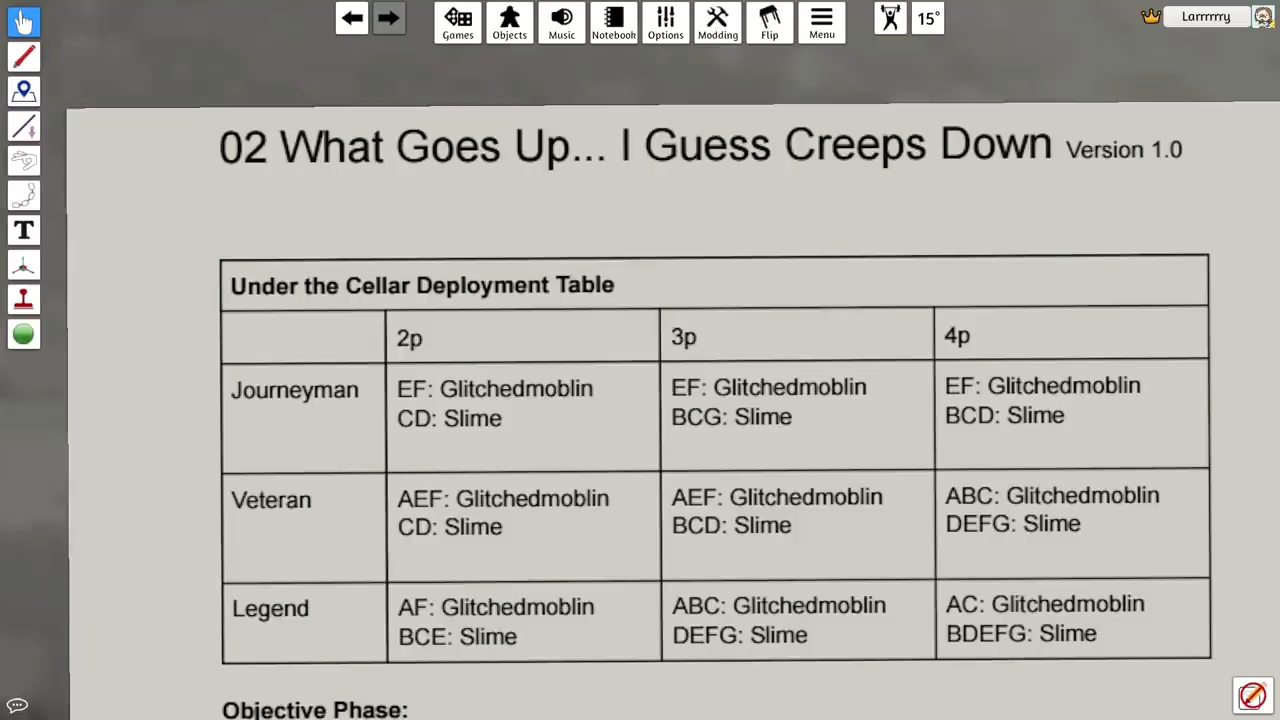 Games
Objects
Music
Notebook
Options
Modding
Flip
Menu
15°
Larrrrrry
T
02 What Goes Up... I Guess Creeps Down Version 1.0
Under the Cellar Deployment Table
2p 3p 4p
Journeyman
EF: Glitchedmoblin
CD: Slime
EF: Glitchedmoblin
BCG: Slime
EF: Glitchedmoblin
BCD: Slime
Veteran
AEF: Glitchedmoblin
CD: Slime
AEF: Glitchedmoblin
BCD: Slime
ABC: Glitchedmoblin
DEFG: Slime
Legend
AF: Glitchedmoblin
BCE: Slime
ABC: Glitchedmoblin
DEFG: Slime
AC: Glitchedmoblin
BDEFG: Slime
Objective Phase: